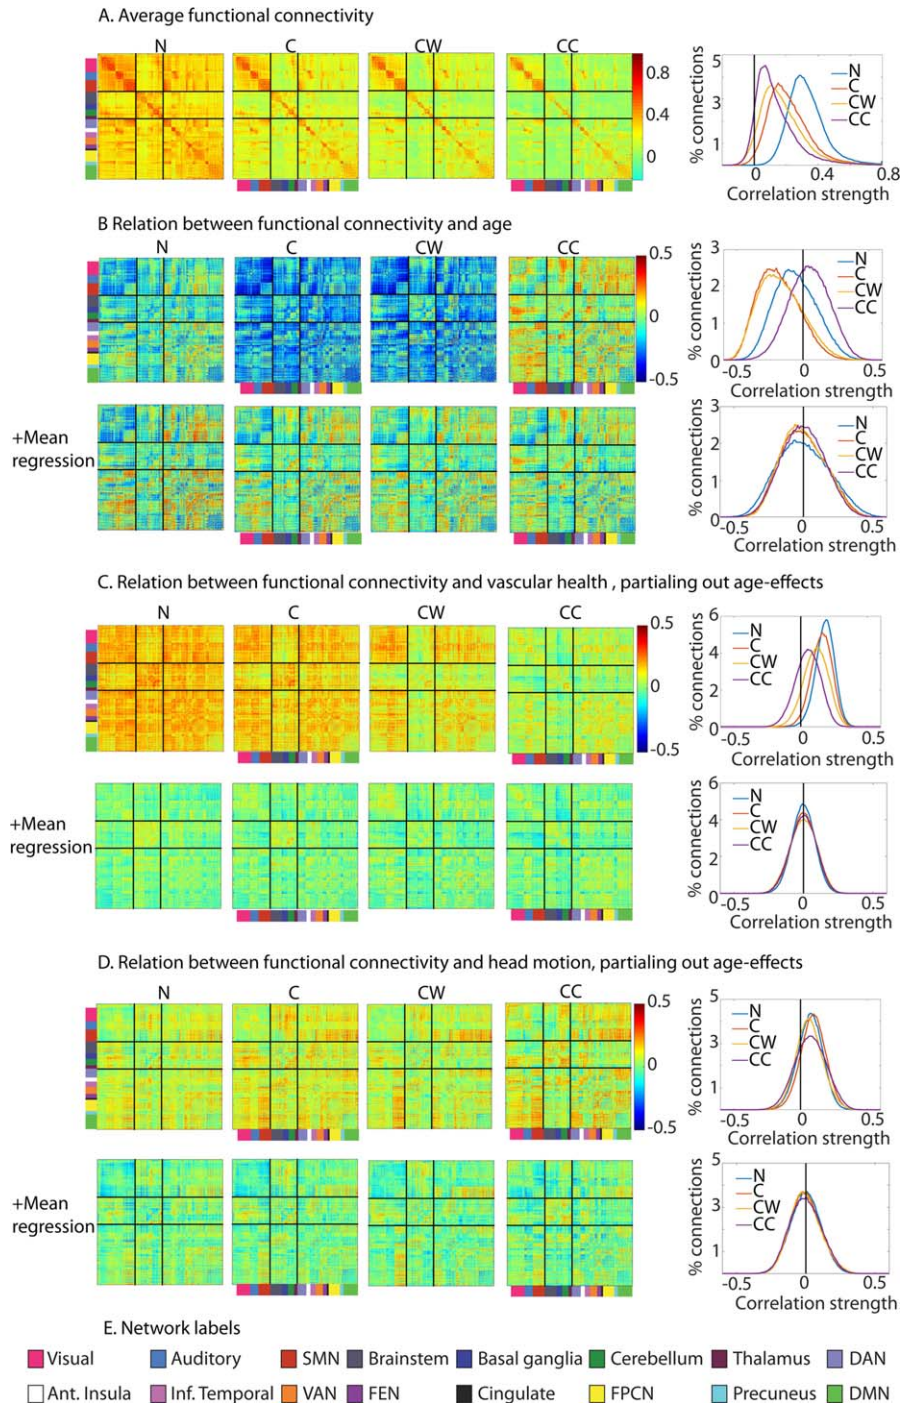 A. Average functional connectivity
N C CW CC
0.8
0.4
0
% connections
5
3
1
N
C
CW
CC
0 0.4 0.8
Correlation strength
B Relation between functional connectivity and age
N C CW CC
0.5
0
-0.5
% connections
3
2
1
0
N
C
CW
CC
-0.5 0 0.5
Correlation strength
+Mean
regression
% connections
3
2
1
0
N
C
CW
CC
-0.5 0 0.5
Correlation strength
C. Relation between functional connectivity and vascular health , partialing out age-effects
N C CW CC
0.5
0
-0.5
% connections
6
4
2
0
N
C
CW
CC
-0.5 0 0.5
Correlation strength
+Mean
regression
% connections
6
4
2
0
N
C
CW
CC
-0.5 0 0.5
Correlation strength
D. Relation between functional connectivity and head motion, partialing out age-effects
N C CW CC
0.5
0
-0.5
% connections
5
3
1
N
C
CW
CC
-0.5 0 0.5
Correlation strength
+Mean
regression
% connections
5
3
1
N
C
CW
CC
-0.5 0 0.5
Correlation strength
E. Network labels
Visual Auditory SMN Brainstem Basal ganglia Cerebellum Thalamus DAN
Ant. Insula Inf. Temporal VAN FEN Cingulate FPCN Precuneus DMN